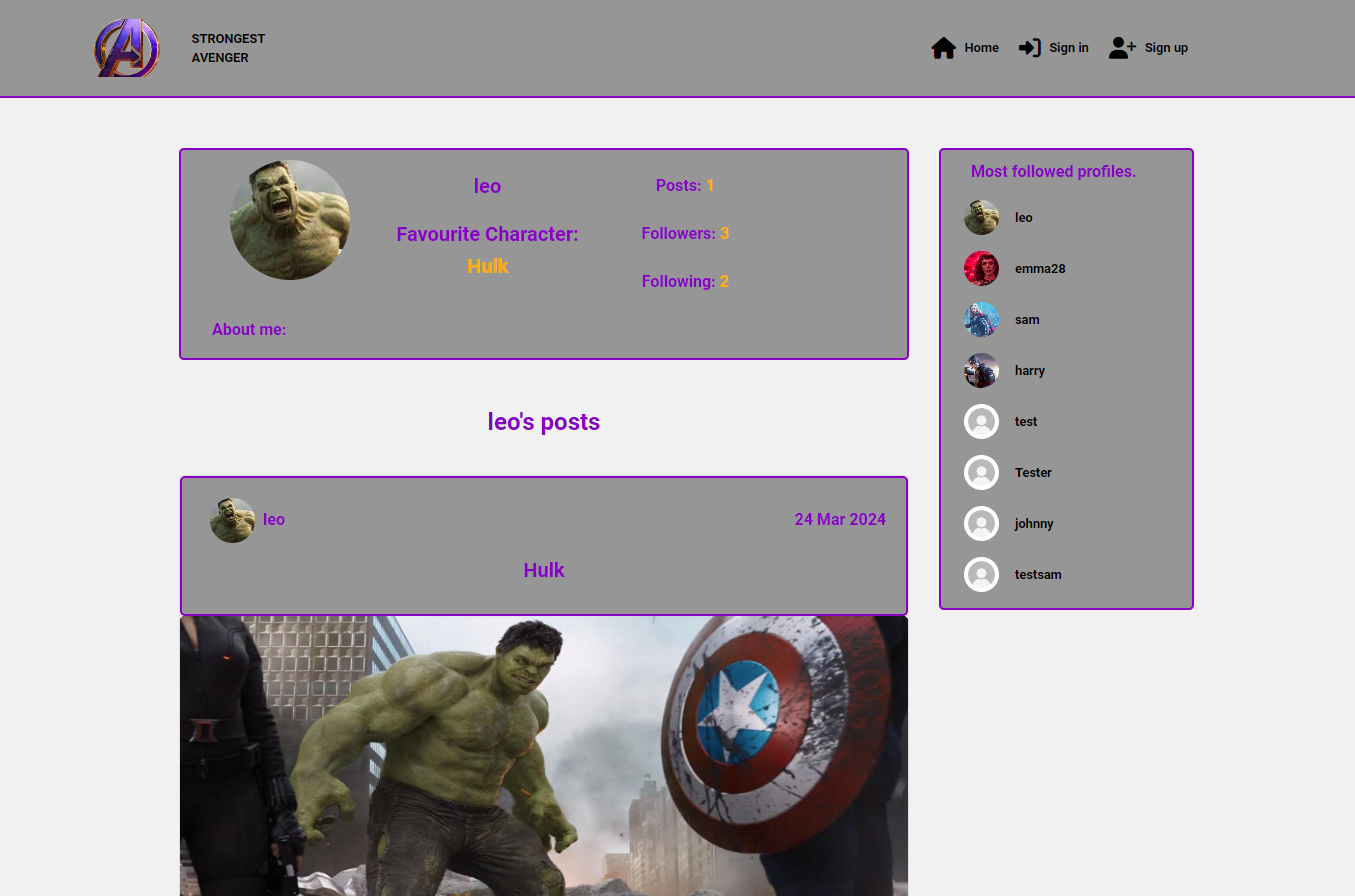 STRONGEST
AVENGER
Home
Sign in
Sign up
leo
Favourite Character:
Hulk
Posts: 1
Followers: 3
Following: 2
About me:
leo's posts
leo
24 Mar 2024
Hulk
Most followed profiles.
leo
emma28
sam
harry
test
Tester
johnny
testsam